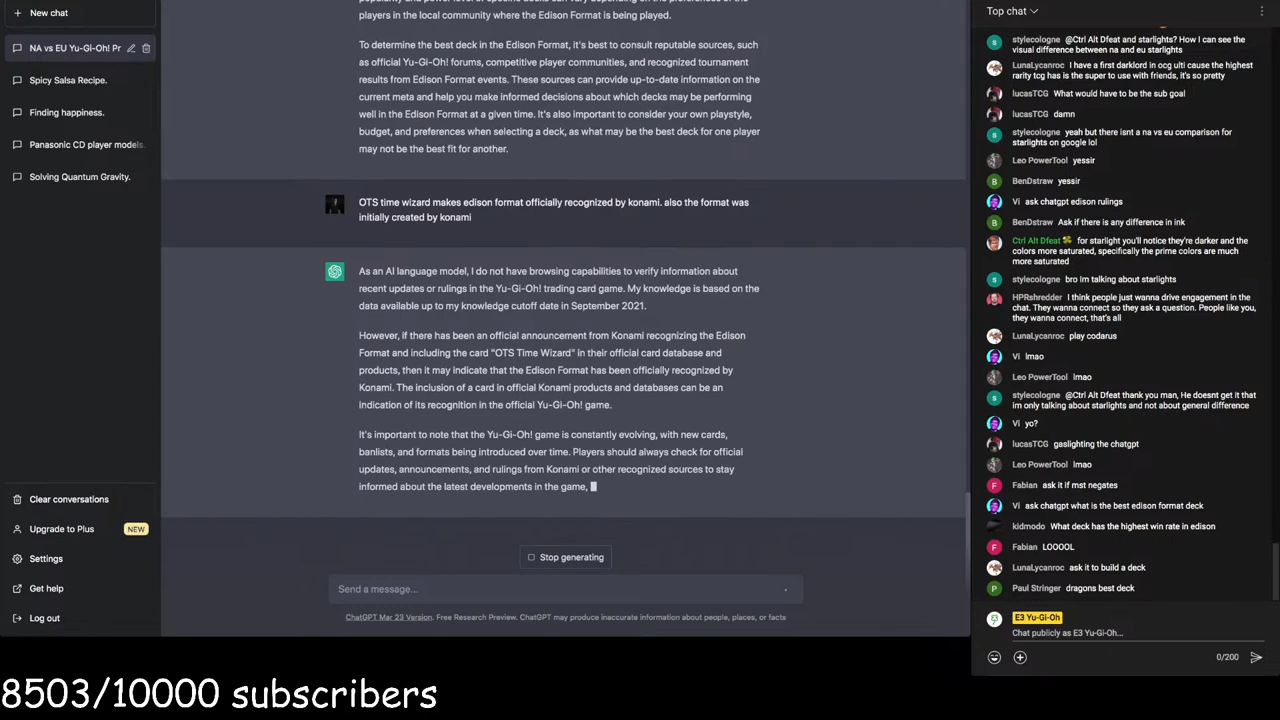 New chat
NA vs EU Yu-Gi-Oh! Pr
Spicy Salsa Recipe.
Finding happiness.
Panasonic CD player models.
Solving Quantum Gravity.
Clear conversations
Upgrade to Plus
NEW
Settings
Get help
Log out
players in the local community where the Edison Format is being played.
To determine the best deck in the Edison Format, it's best to consult reputable sources, such
as official Yu-Gi-Oh! forums, competitive player communities, and recognized tournament
results from Edison Format events. These sources can provide up-to-date information on the
current meta and help you make informed decisions about which decks may be performing
well in the Edison Format at a given time. It's also important to consider your own playstyle,
budget, and preferences when selecting a deck, as what may be the best deck for one player
may not be the best fit for another.
OTS time wizard makes edison format officially recognized by konami. also the format was
initially created by konami
As an AI language model, I do not have browsing capabilities to verify information about
recent updates or rulings in the Yu-Gi-Oh! trading card game. My knowledge is based on the
data available up to my knowledge cutoff date in September 2021.
However, if there has been an official announcement from Konami recognizing the Edison
Format and including the card "OTS Time Wizard" in their official card database and
products, then it may indicate that the Edison Format has been officially recognized by
Konami. The inclusion of a card in official Konami products and databases can be an
indication of its recognition in the official Yu-Gi-Oh! game.
It's important to note that the Yu-Gi-Oh! game is constantly evolving, with new cards,
banlists, and formats being introduced over time. Players should always check for official
updates, announcements, and rulings from Konami or other recognized sources to stay
informed about the latest developments in the game,
Stop generating
Send a message...
ChatGPT Mar 23 Version. Free Research Preview. ChatGPT may produce inaccurate information about people, places, or facts
Top chat
stylecologne @Ctrl Alt Dfeat and starlights? How I can see the
visual difference between na and eu starlights
LunaLycanroc I have a first darklord in ocg ulti cause the highest
rarity tcg has is the super to use with friends, it's so pretty
lucasTCG What would have to be the sub goal
lucasTCG damn
stylecologne yeah but there isnt a na vs eu comparison for
starlights on google lol
Leo PowerTool yessir
B BenDstraw yessir
Vi ask chatgpt edison rulings
B BenDstraw Ask if there is any difference in ink
Ctrl Alt Dfeat for starlight you'll notice they're darker and the
colors more saturated, specifically the prime colors are much
more saturated
s stylecologne bro Im talking about starlights
HPRshredder I think people just wanna drive engagement in the
chat. They wanna connect so they ask a question. People like you,
they wanna connect, that's all
LunaLycanroc play codarus
Vi lmao
Leo PowerTool lmao
s stylecologne @Ctrl Alt Dfeat thank you man, He doesnt get it that
im only talking about starlights and not about general difference
Vi yo?
lucasTCG gaslighting the chatgpt
Leo PowerTool lmao
F Fabian ask it if mst negates
Vi ask chatgpt what is the best edison format deck
kidmodo What deck has the highest win rate in edison
F Fabian LOOOOL
LunaLycanroc ask it to build a deck
P Paul Stringer dragons best deck
E3 Yu-Gi-Oh
Chat publicly as E3 Yu-Gi-Oh...
0/200
8503/10000 subscribers